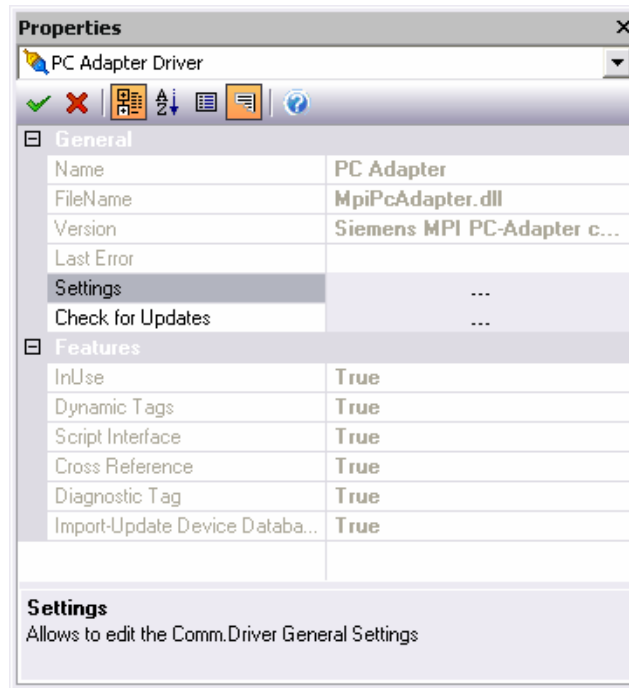 Properties
PC Adapter Driver
General
Name PC Adapter
FileName MpiPcAdapter.dll
Version Siemens MPI PC-Adapter c...
Last Error
Settings ...
Check for Updates ...
Features
InUse True
Dynamic Tags True
Script Interface True
Cross Reference True
Diagnostic Tag True
Import-Update Device Databa... True
Settings
Allows to edit the Comm.Driver General Settings